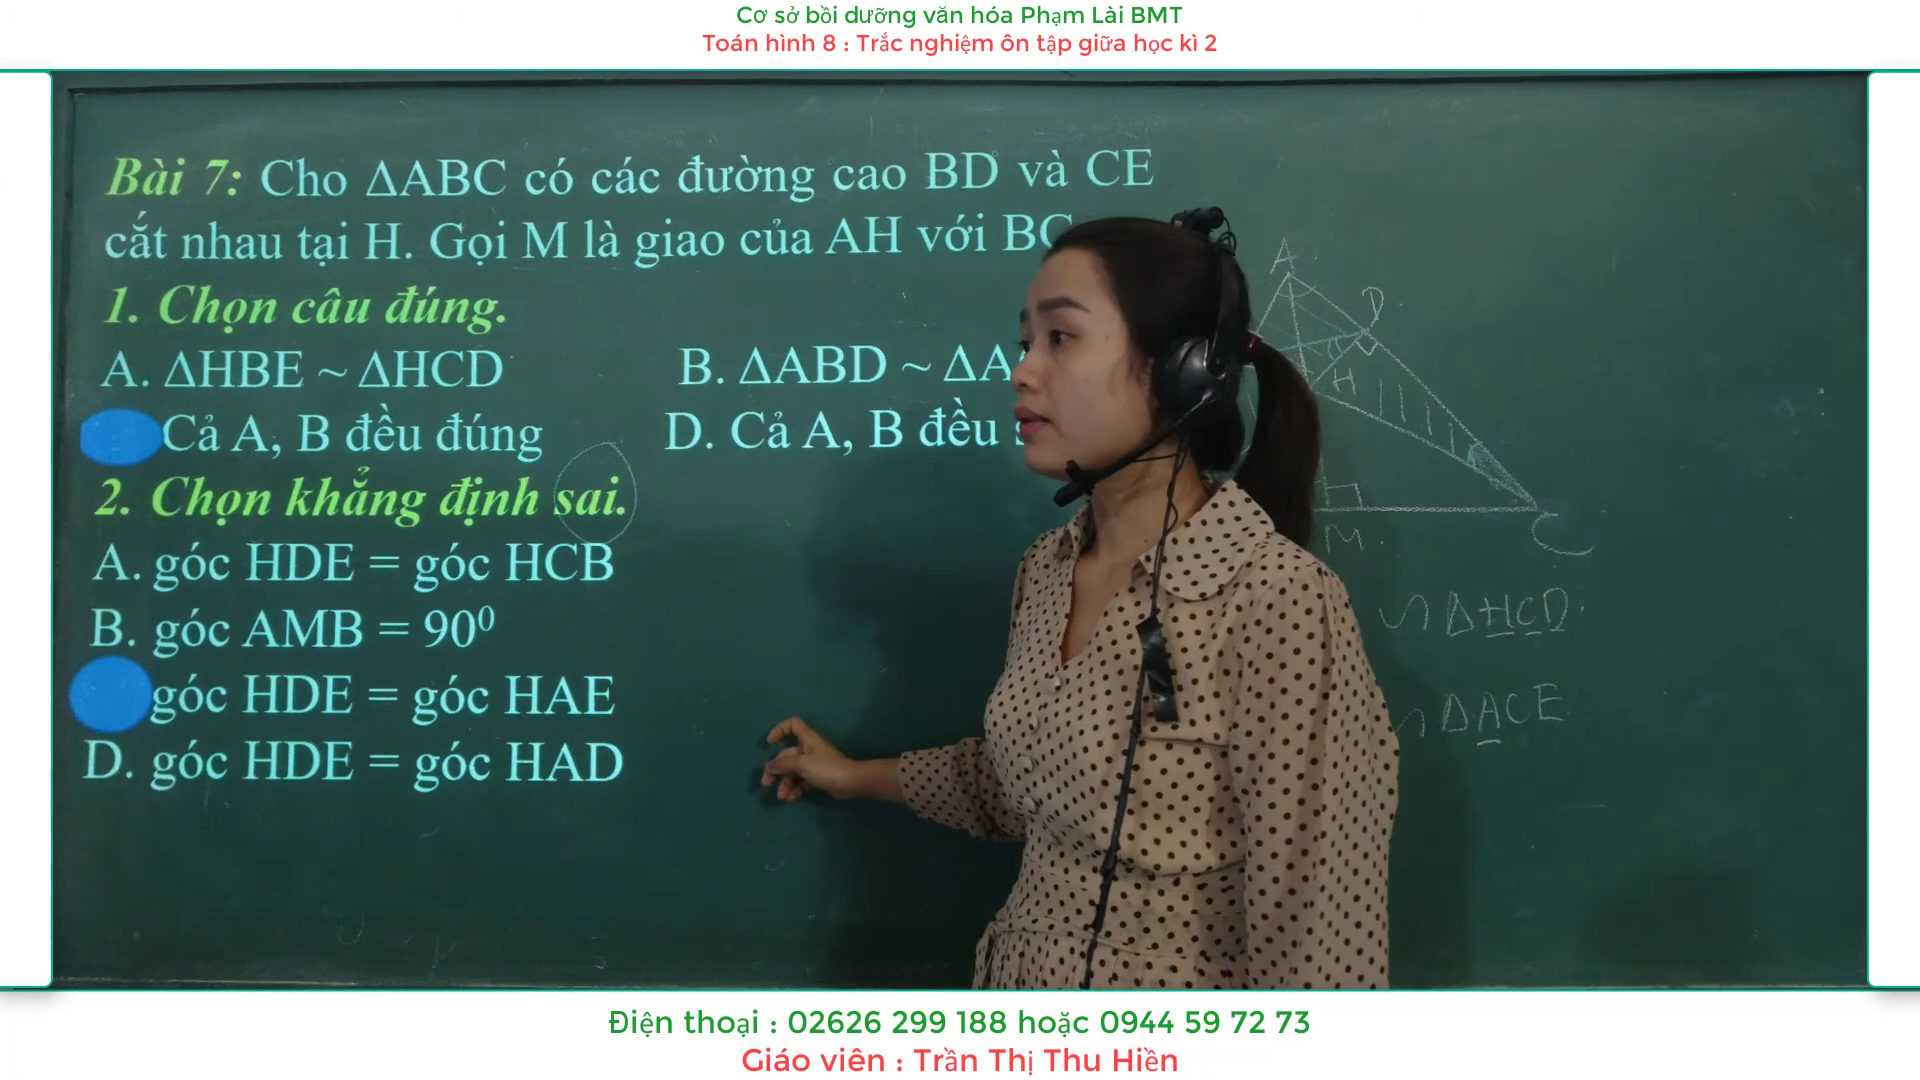 Cơ sở bồi dưỡng văn hóa Phạm Lài BMT
Toán hình 8 : Trắc nghiệm ôn tập giữa học kì 2
Bài 7: Cho ΔABC có các đường cao BD và CE
cắt nhau tại H. Gọi M là giao của AH với BC
1. Chọn câu đúng.
A. ΔHBE ~ ΔHCD B. ΔABD ~ ΔA
Cả A, B đều đúng D. Cả A, B đều
2. Chọn khẳng định sai.
A. góc HDE = góc HCB
B. góc AMB = 90⁰
góc HDE = góc HAE
D. góc HDE = góc HAD
A
D
H
M
C
∽ ΔHCD
∽ ΔACE
Điện thoại : 02626 299 188 hoặc 0944 59 72 73
Giáo viên : Trần Thị Thu Hiền